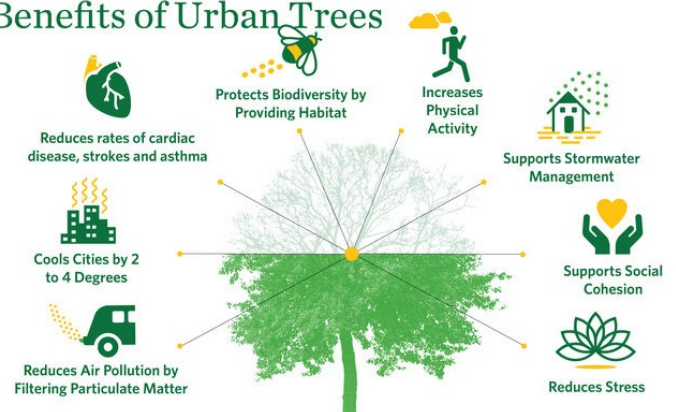 Benefits of Urban Trees
Protects Biodiversity by
Providing Habitat
Increases
Physical
Activity
Reduces rates of cardiac
disease, strokes and asthma
Supports Stormwater
Management
Cools Cities by 2
to 4 Degrees
Supports Social
Cohesion
Reduces Air Pollution by
Filtering Particulate Matter
Reduces Stress